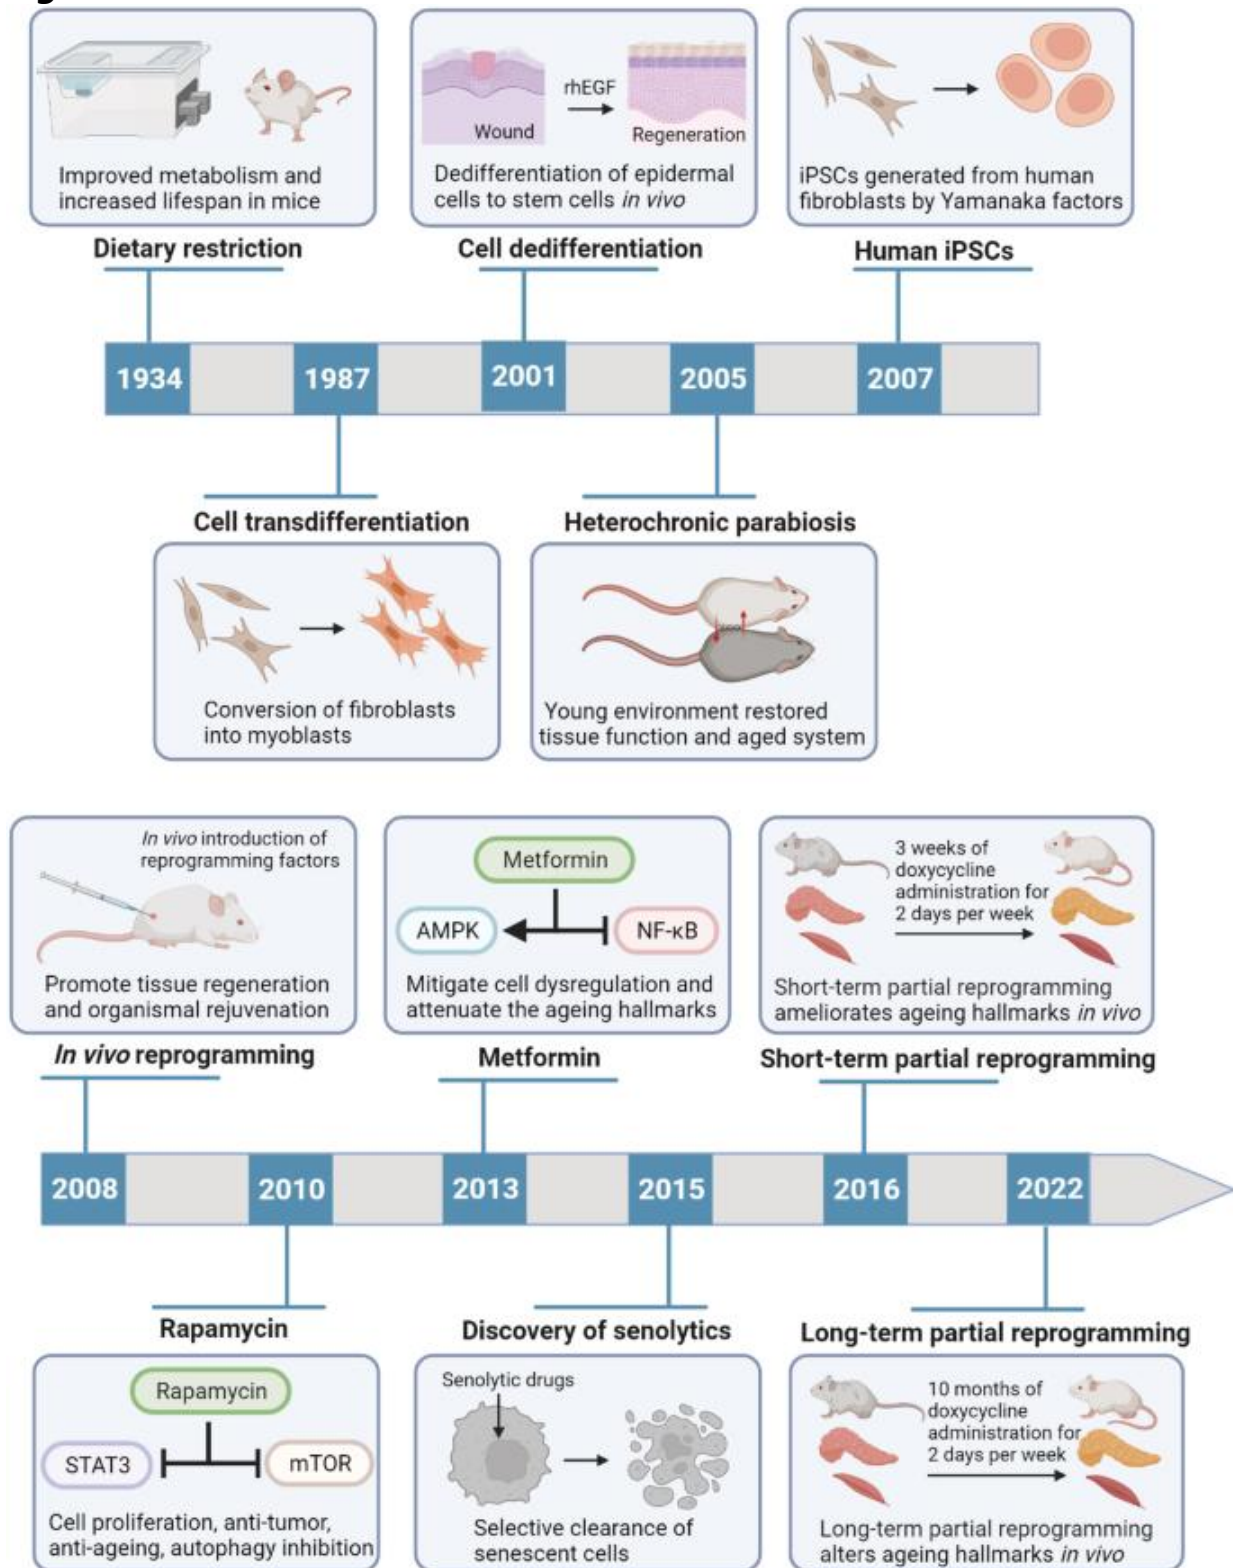 Improved metabolism and
increased lifespan in mice
Dietary restriction
Wound
rhEGF
Regeneration
Dedifferentiation of epidermal
cells to stem cells in vivo
Cell dedifferentiation
iPSCs generated from human
fibroblasts by Yamanaka factors
Human iPSCs
1934
1987
2001
2005
2007
Cell transdifferentiation
Conversion of fibroblasts
into myoblasts
Heterochronic parabiosis
Young environment restored
tissue function and aged system
In vivo introduction of
reprogramming factors
Promote tissue regeneration
and organismal rejuvenation
In vivo reprogramming
Metformin
AMPK
NF-κB
Mitigate cell dysregulation and
attenuate the ageing hallmarks
Metformin
3 weeks of
doxycycline
administration for
2 days per week
Short-term partial reprogramming
ameliorates ageing hallmarks in vivo
Short-term partial reprogramming
2008
2010
2013
2015
2016
2022
Rapamycin
Rapamycin
STAT3
mTOR
Cell proliferation, anti-tumor,
anti-ageing, autophagy inhibition
Discovery of senolytics
Senolytic drugs
Selective clearance of
senescent cells
Long-term partial reprogramming
10 months of
doxycycline
administration for
2 days per week
Long-term partial reprogramming
alters ageing hallmarks in vivo